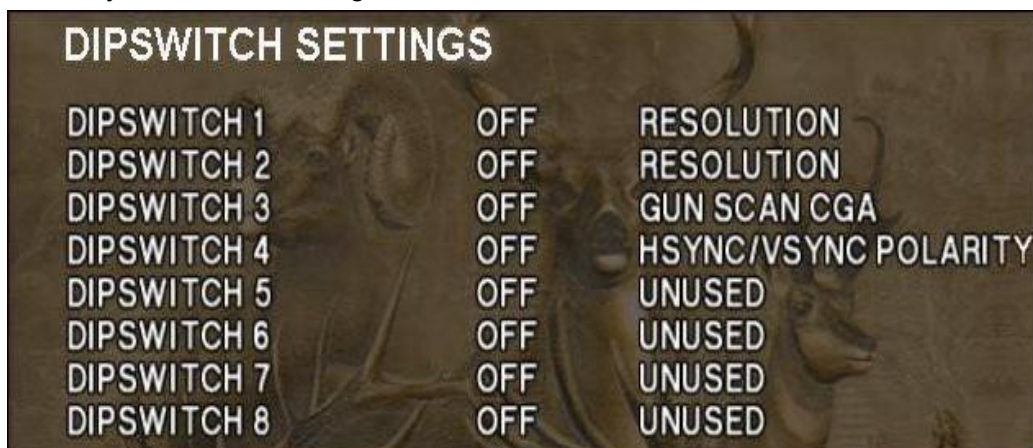 DIPSWITCH SETTINGS
DIPSWITCH 1 OFF RESOLUTION
DIPSWITCH 2 OFF RESOLUTION
DIPSWITCH 3 OFF GUN SCAN CGA
DIPSWITCH 4 OFF HSYNC/VSYNC POLARITY
DIPSWITCH 5 OFF UNUSED
DIPSWITCH 6 OFF UNUSED
DIPSWITCH 7 OFF UNUSED
DIPSWITCH 8 OFF UNUSED